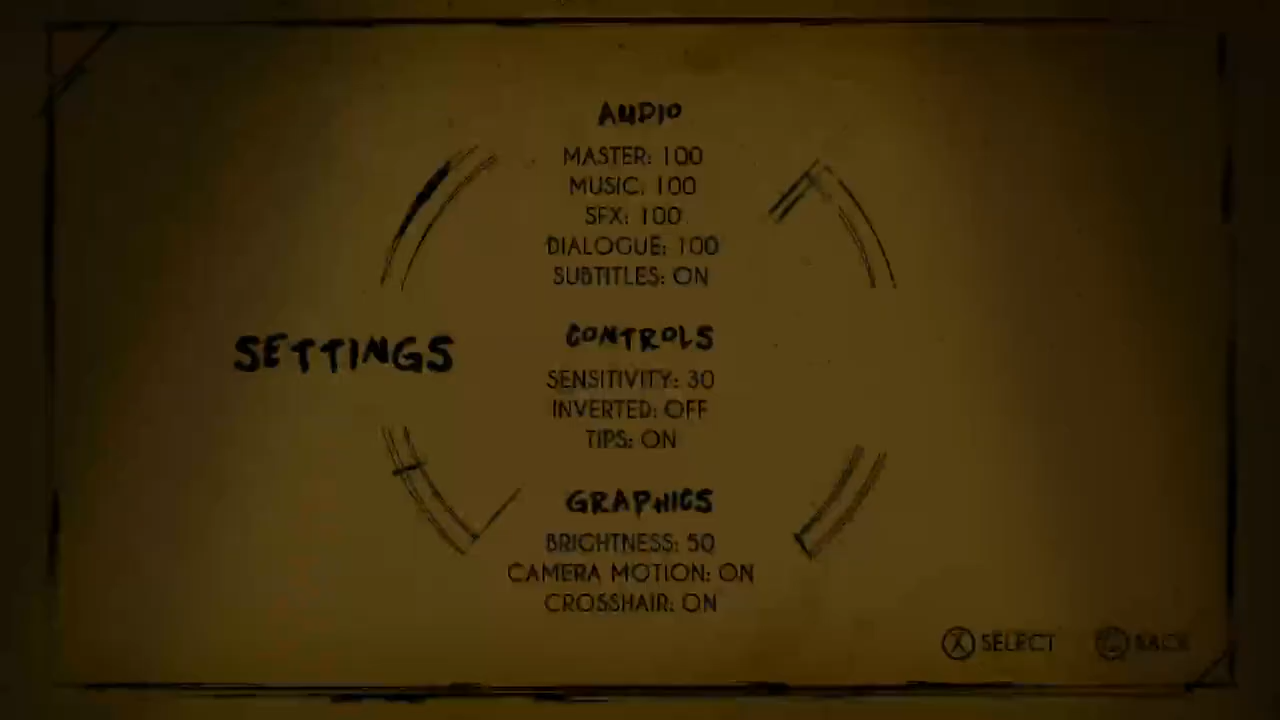 AUDIO
MASTER: 100
MUSIC: 100
SFX: 100
DIALOGUE: 100
SUBTITLES: ON
SETTINGS
CONTROLS
SENSITIVITY: 30
INVERTED: OFF
TIPS: ON
GRAPHICS
BRIGHTNESS: 50
CAMERA MOTION: ON
CROSSHAIR: ON
X SELECT
BACK